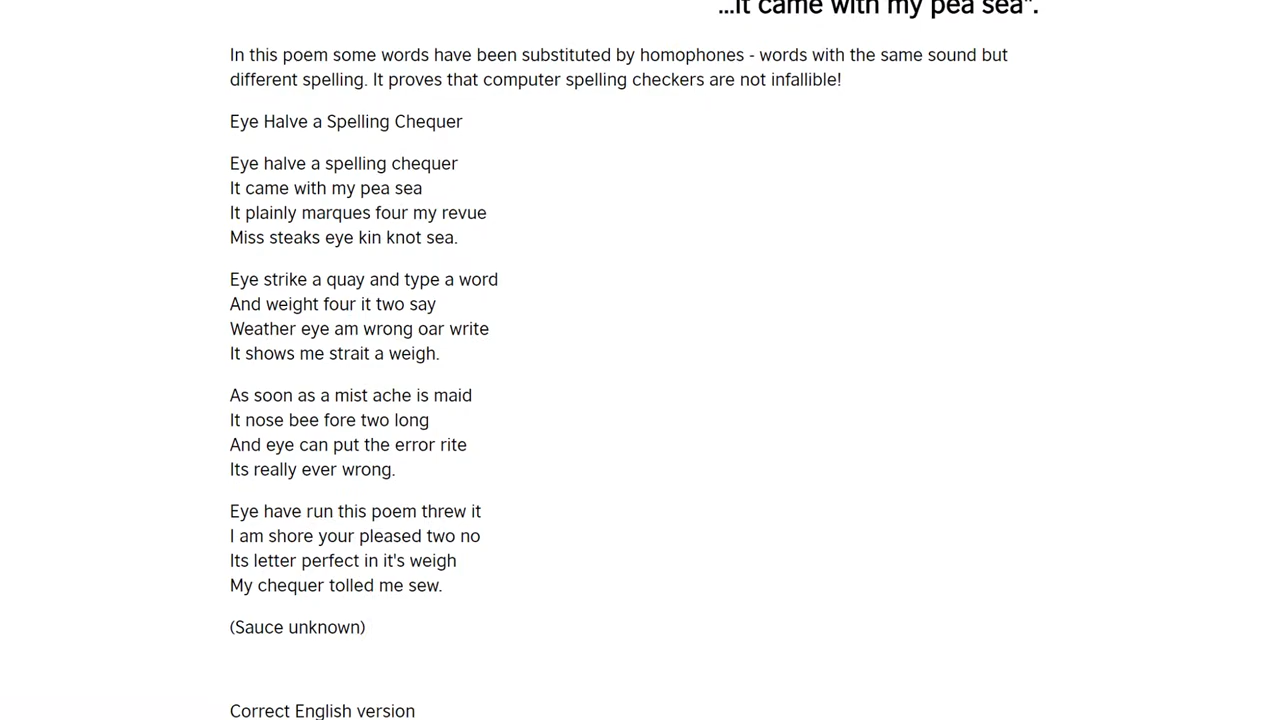 ...it came with my pea sea".
In this poem some words have been substituted by homophones - words with the same sound but
different spelling. It proves that computer spelling checkers are not infallible!
Eye Halve a Spelling Chequer
Eye halve a spelling chequer
It came with my pea sea
It plainly marques four my revue
Miss steaks eye kin knot sea.
Eye strike a quay and type a word
And weight four it two say
Weather eye am wrong oar write
It shows me strait a weigh.
As soon as a mist ache is maid
It nose bee fore two long
And eye can put the error rite
Its really ever wrong.
Eye have run this poem threw it
I am shore your pleased two no
Its letter perfect in it's weigh
My chequer tolled me sew.
(Sauce unknown)
Correct English version